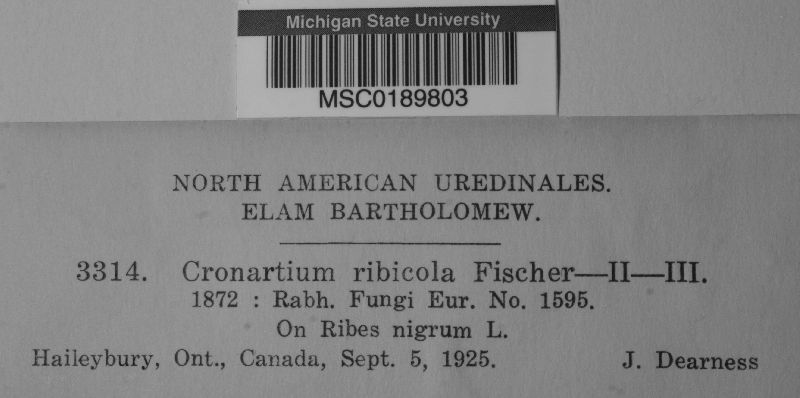 Michigan State University
MSC0189803
NORTH AMERICAN UREDINALES.
ELAM BARTHOLOMEW.
3314. Cronartium ribicola Fischer—II—III.
1872 : Rabh. Fungi Eur. No. 1595.
On Ribes nigrum L.
Haileybury, Ont., Canada, Sept. 5, 1925. J. Dearness